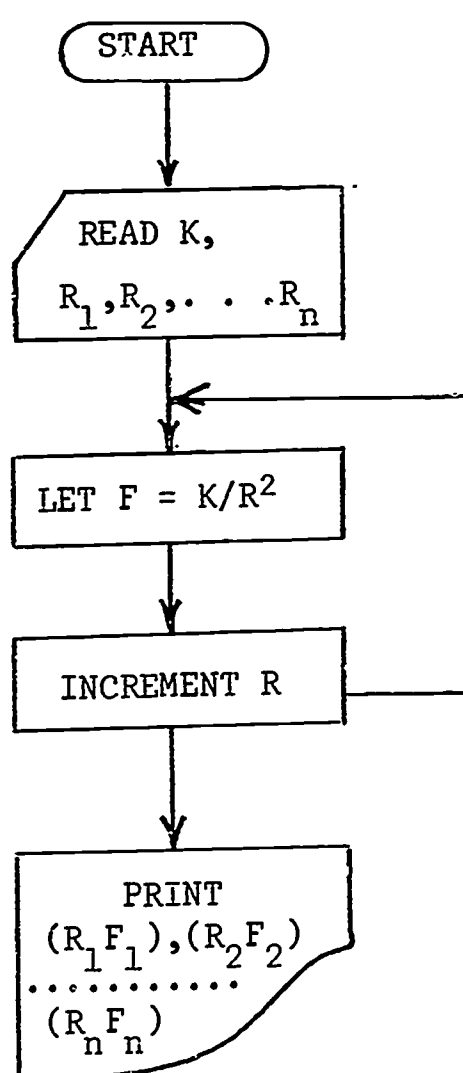 START
READ K,
R₁,R₂,. . .Rₙ
LET F = K/R²
INCREMENT R
PRINT
(R₁F₁),(R₂F₂)
...........
(RₙFₙ)